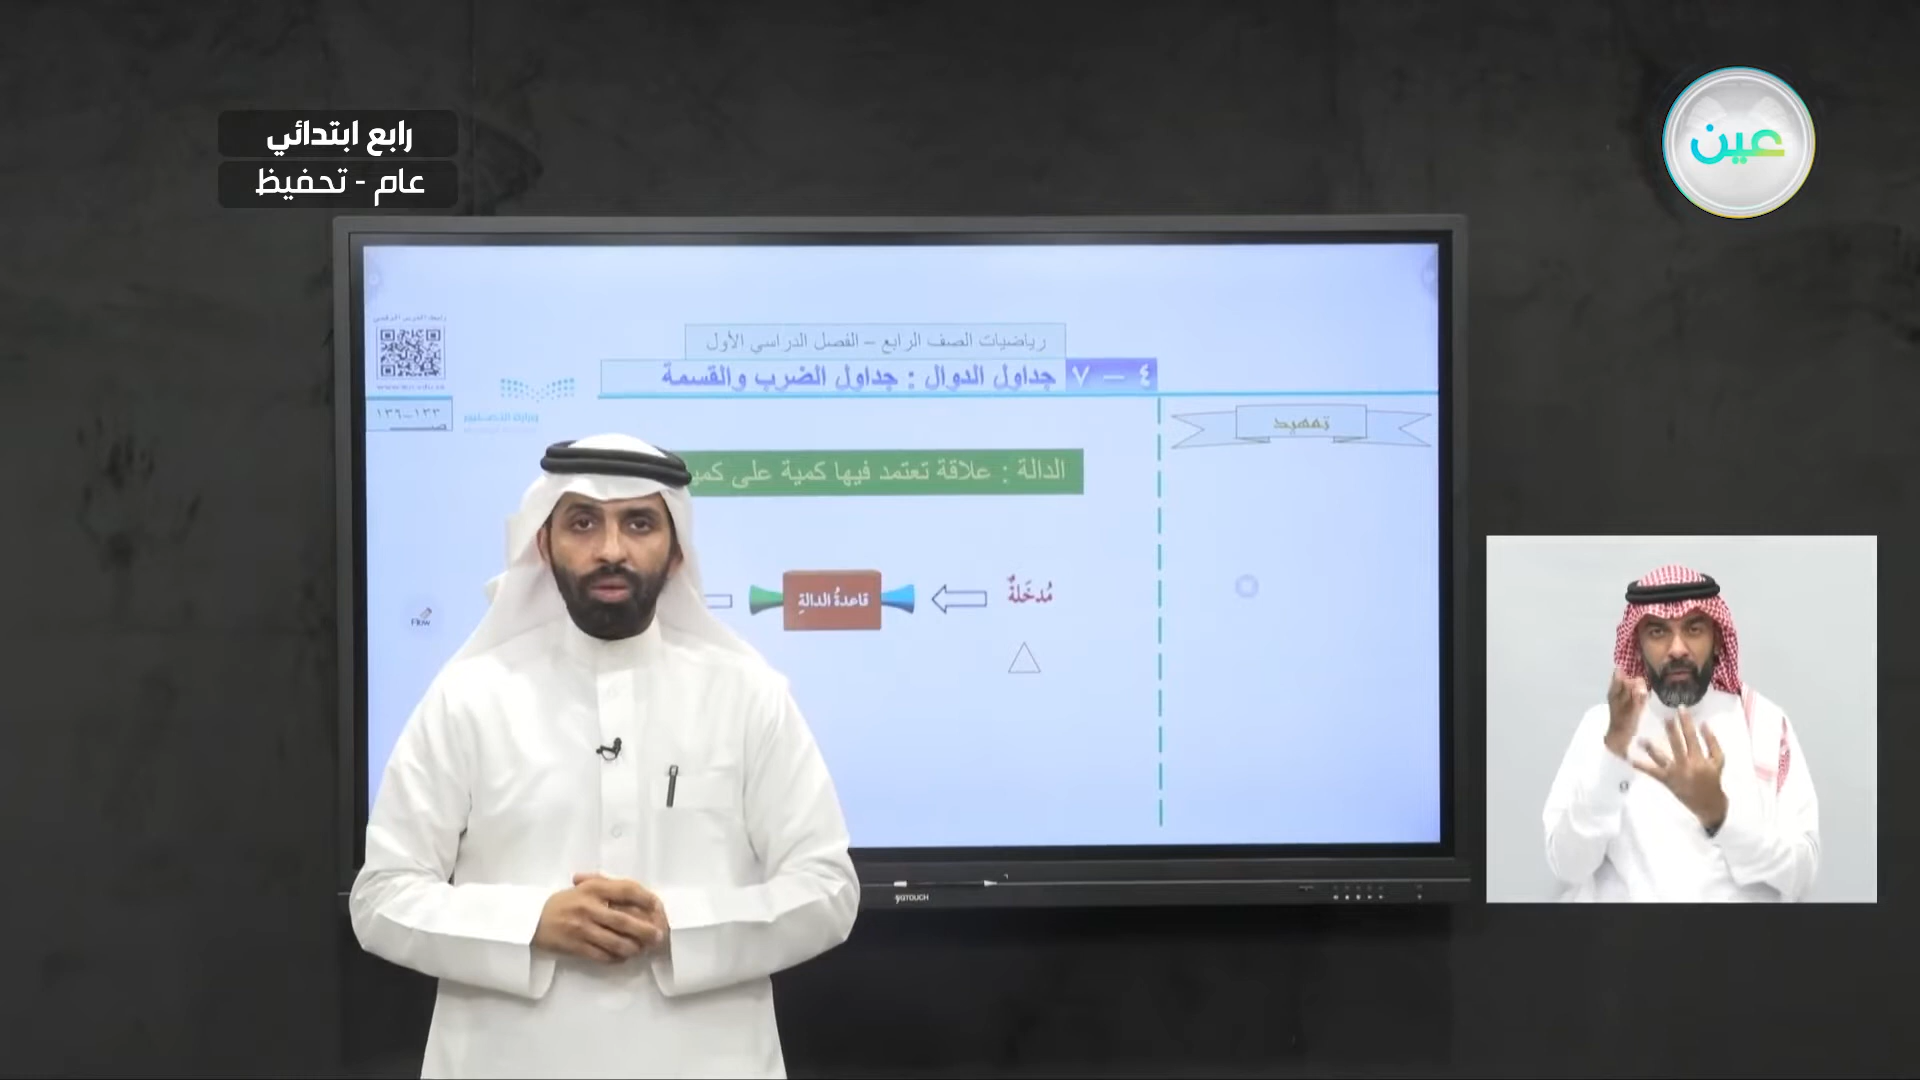 رابع ابتدائي
عام - تحفيظ
عين
رياضيات الصف الرابع – الفصل الدراسي الأول
٤ – ٧ جداول الدوال : جداول الضرب والقسمة
١٣٣–١٣٦
تمهيد
الدالة : علاقة تعتمد فيها كمية على
مُدخَلةٌ
قاعدةُ الدالةِ